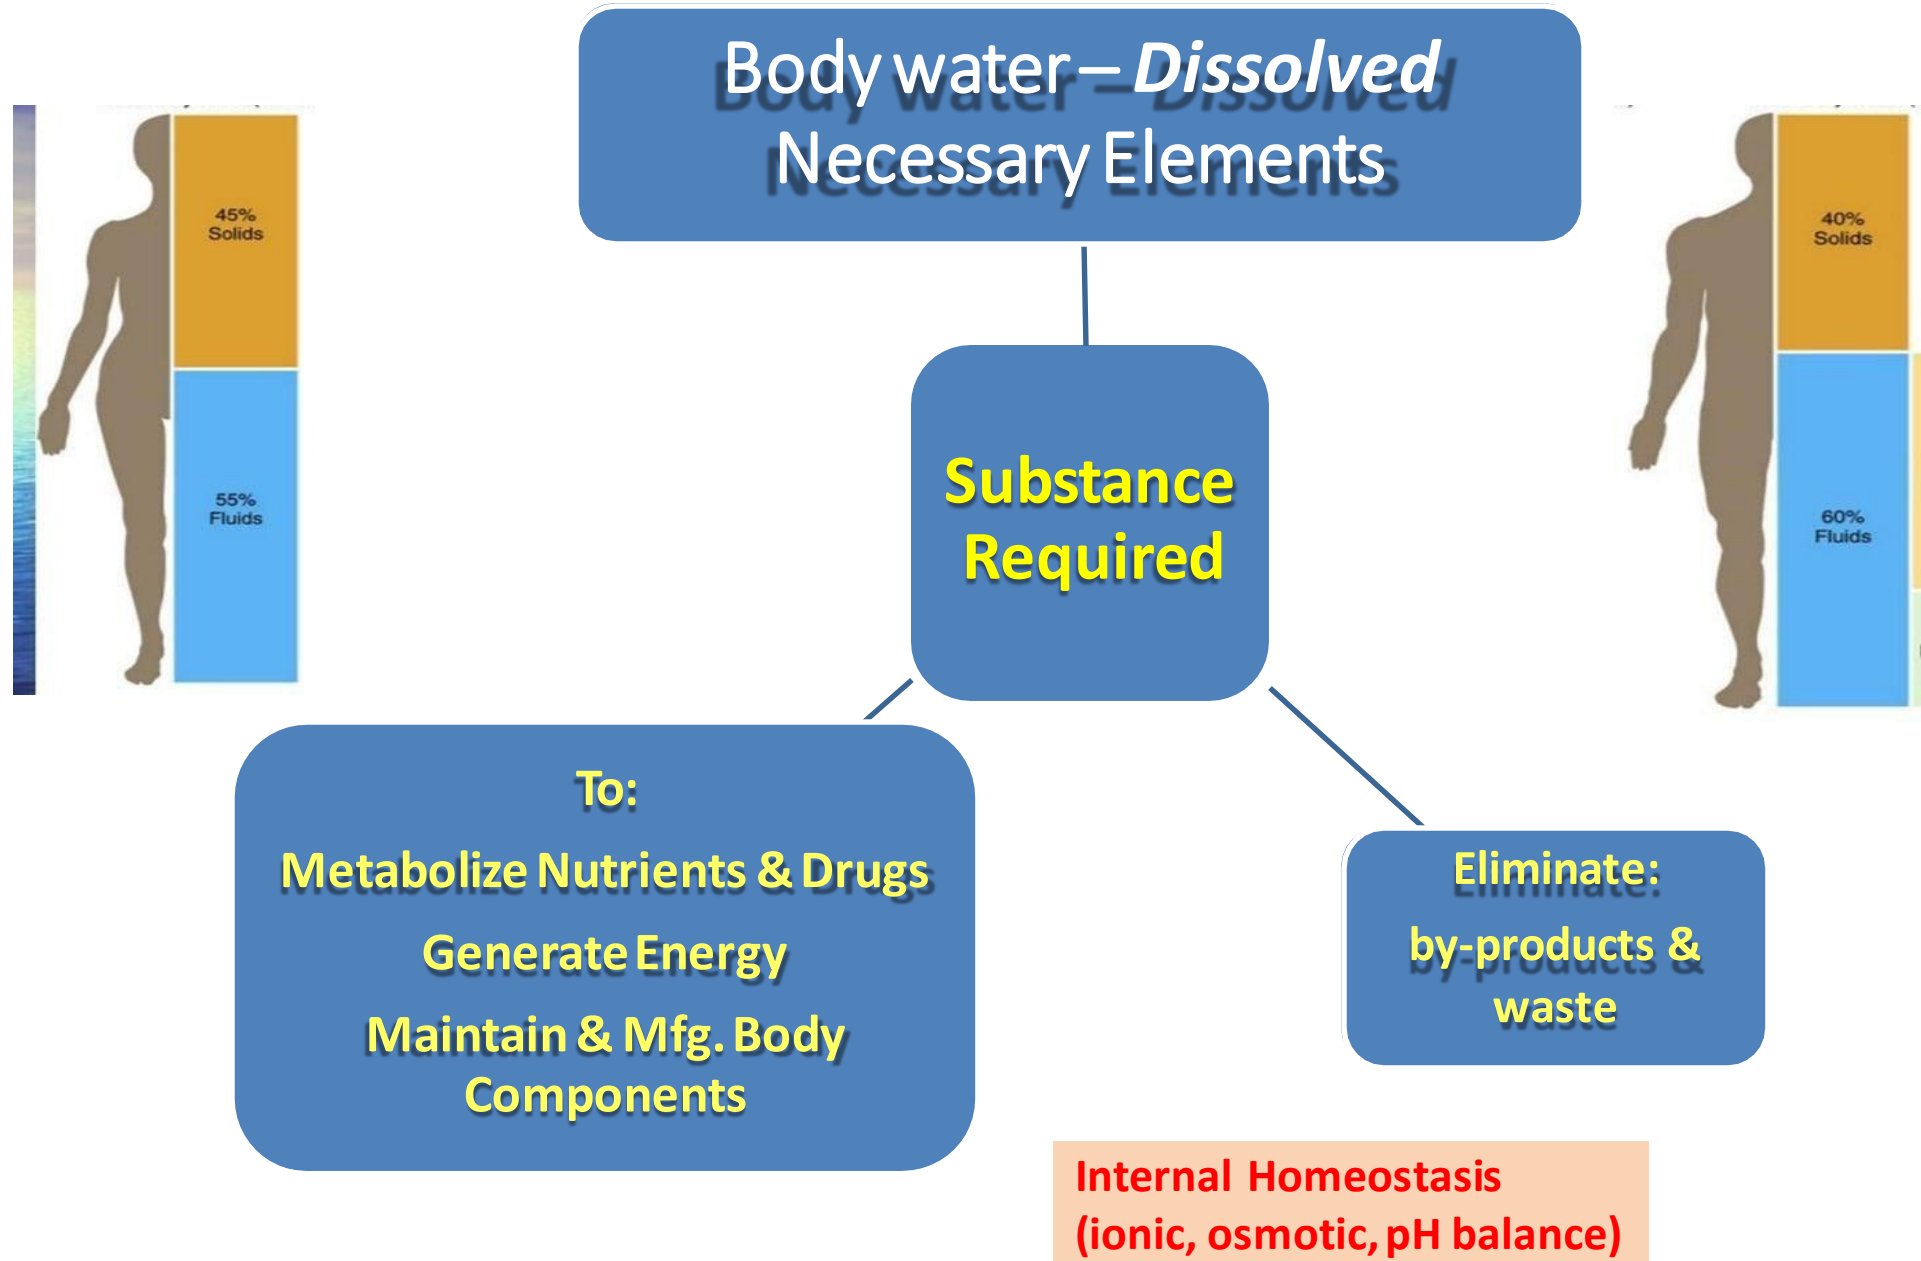 Body water – Dissolved
Necessary Elements
45%
Solids
55%
Fluids
40%
Solids
60%
Fluids
Substance
Required
To:
Metabolize Nutrients & Drugs
Generate Energy
Maintain & Mfg. Body
Components
Eliminate:
by-products &
waste
Internal Homeostasis
(ionic, osmotic, pH balance)